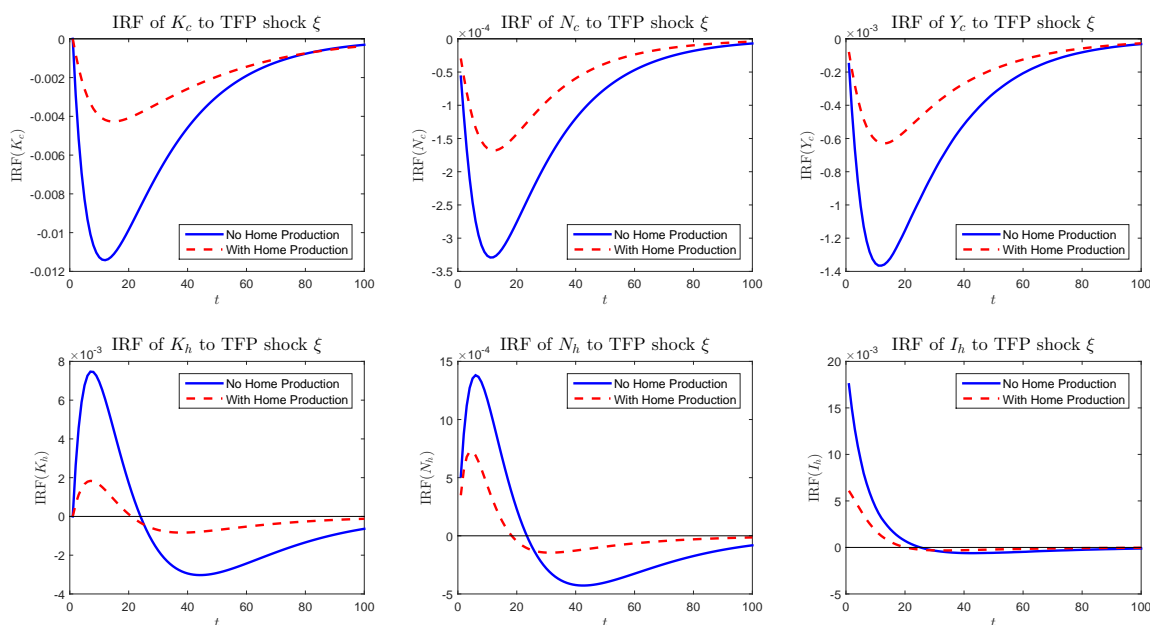 IRF of K_c to TFP shock ξ
IRF(K_c)
0
-0.002
-0.004
-0.006
-0.008
-0.01
-0.012
No Home Production
With Home Production
0 20 40 60 80 100
t
IRF of N_c to TFP shock ξ
×10^-4
IRF(N_c)
0
-0.5
-1
-1.5
-2
-2.5
-3
-3.5
No Home Production
With Home Production
0 20 40 60 80 100
t
IRF of Y_c to TFP shock ξ
×10^-3
IRF(Y_c)
0
-0.2
-0.4
-0.6
-0.8
-1
-1.2
-1.4
No Home Production
With Home Production
0 20 40 60 80 100
t
IRF of K_h to TFP shock ξ
×10^-3
IRF(K_h)
8
6
4
2
0
-2
-4
No Home Production
With Home Production
0 20 40 60 80 100
t
IRF of N_h to TFP shock ξ
×10^-4
IRF(N_h)
15
10
5
0
-5
No Home Production
With Home Production
0 20 40 60 80 100
t
IRF of I_h to TFP shock ξ
×10^-3
IRF(I_h)
20
15
10
5
0
-5
No Home Production
With Home Production
0 20 40 60 80 100
t